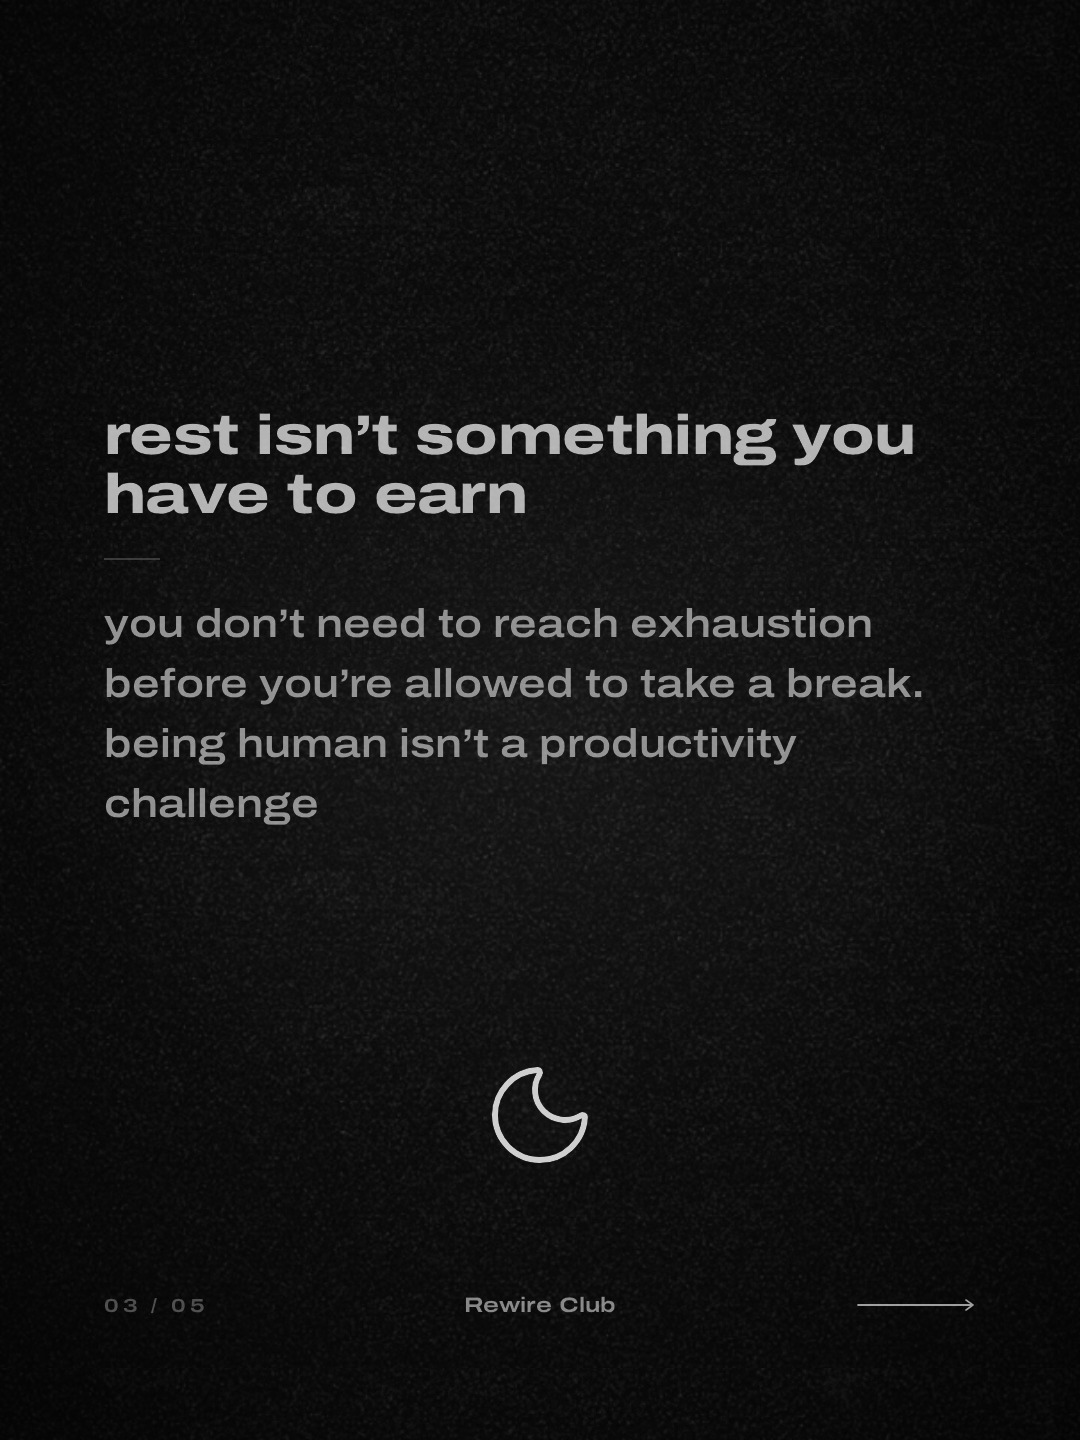 rest isn’t something you
have to earn
you don’t need to reach exhaustion
before you’re allowed to take a break.
being human isn’t a productivity
challenge
03 / 05
Rewire Club